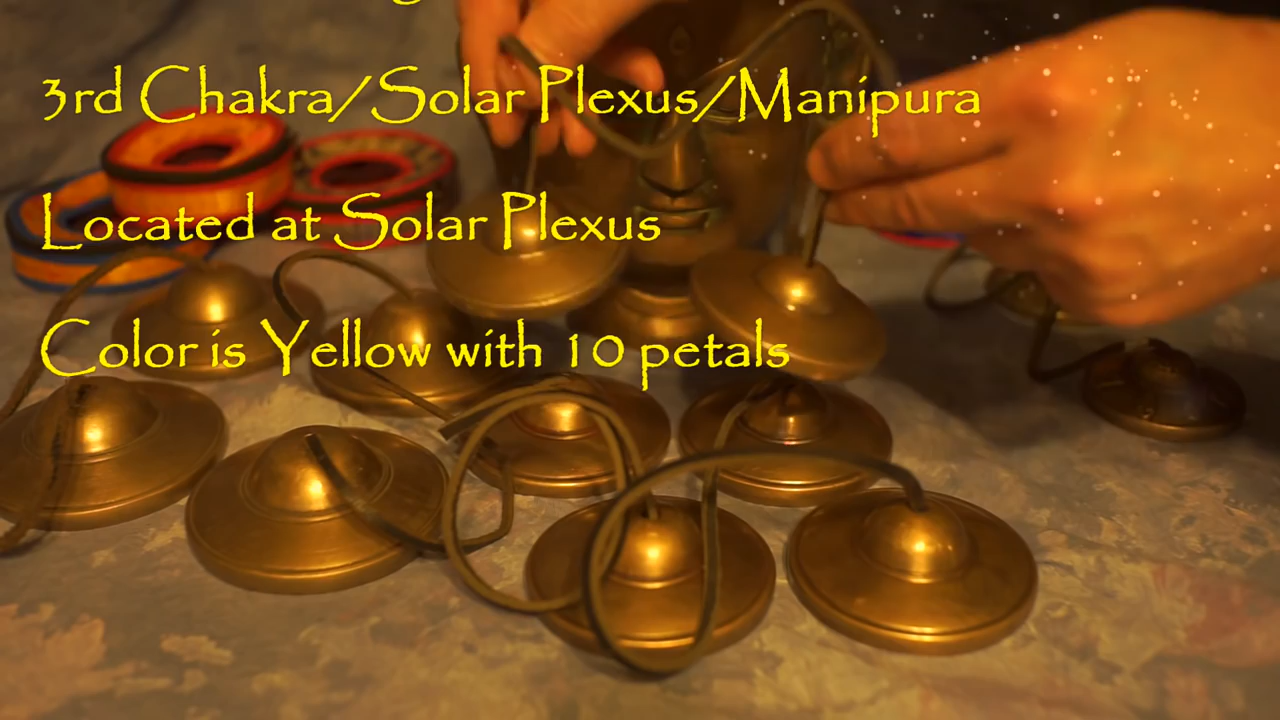 3rd Chakra/Solar Plexus/Manipura
Located at Solar Plexus
Color is Yellow with 10 petals